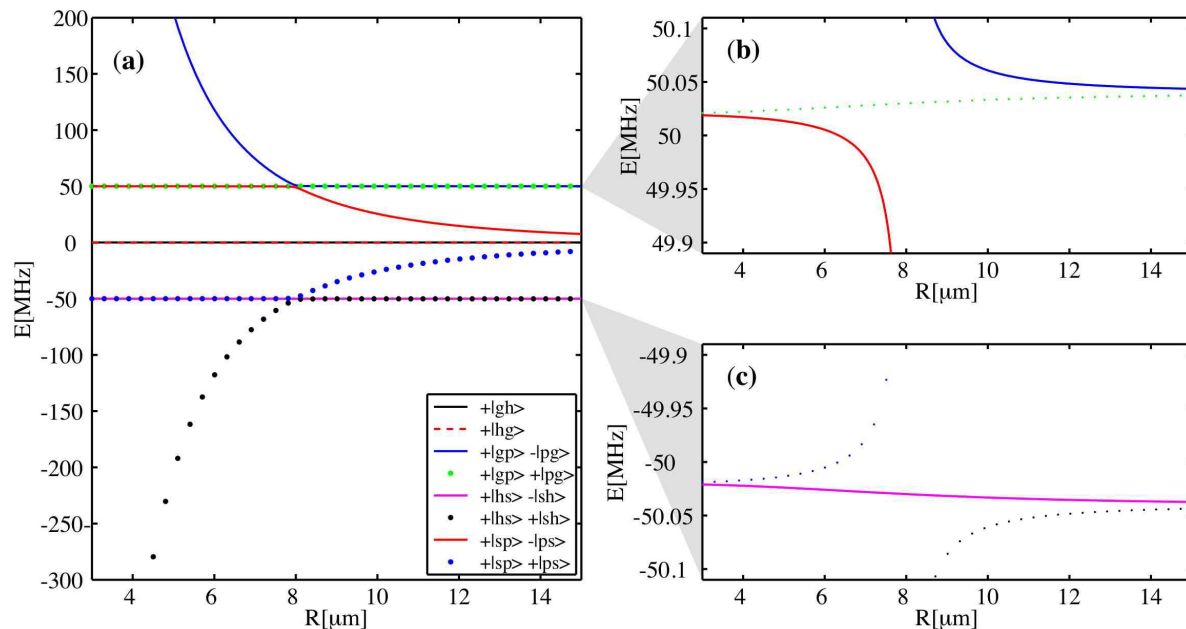 (a)
200
150
100
50
0
-50
-100
-150
-200
-250
-300
E[MHz]
4 6 8 10 12 14
R[μm]
+|gh>
+|hg>
+|gp> -|pg>
+|gp> +|pg>
+|hs> -|sh>
+|hs> +|sh>
+|sp> -|ps>
+|sp> +|ps>
(b)
50.1
50.05
50
49.95
49.9
E[MHz]
4 6 8 10 12 14
R[μm]
(c)
-49.9
-49.95
-50
-50.05
-50.1
E[MHz]
4 6 8 10 12 14
R[μm]